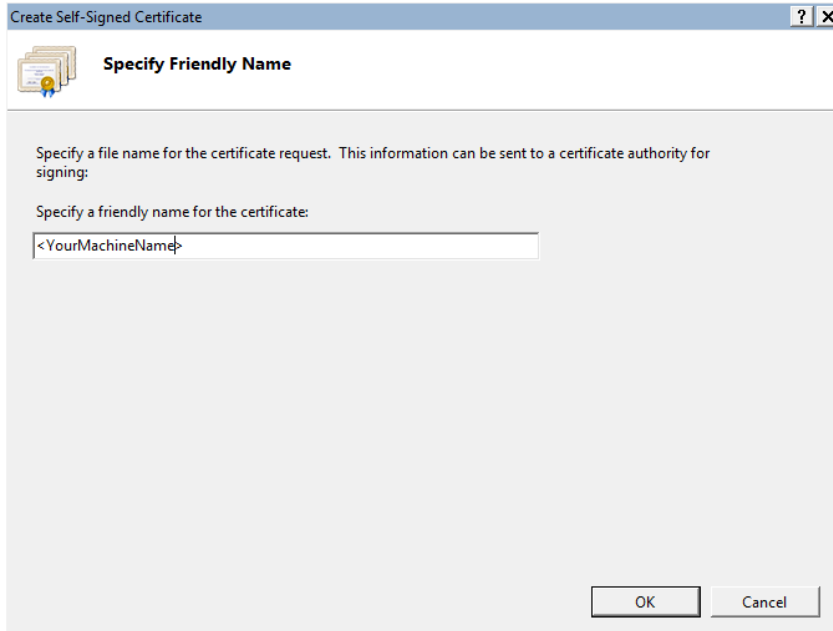 Create Self-Signed Certificate
?
X
Specify Friendly Name
Specify a file name for the certificate request. This information can be sent to a certificate authority for
signing:
Specify a friendly name for the certificate:
<YourMachineName>
OK
Cancel